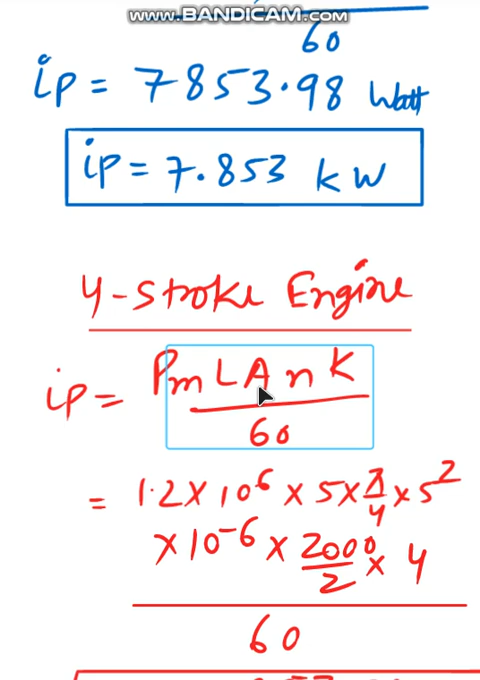 www.BANDICAM.com
60
ip = 7853.98 Watt
ip = 7.853 kW
4-Stroke Engine
ip = PmLAnK
60
= 1.2 × 10⁶ × 5 × π/4 × 5²
× 10⁻⁶ × 2000/2 × 4
60